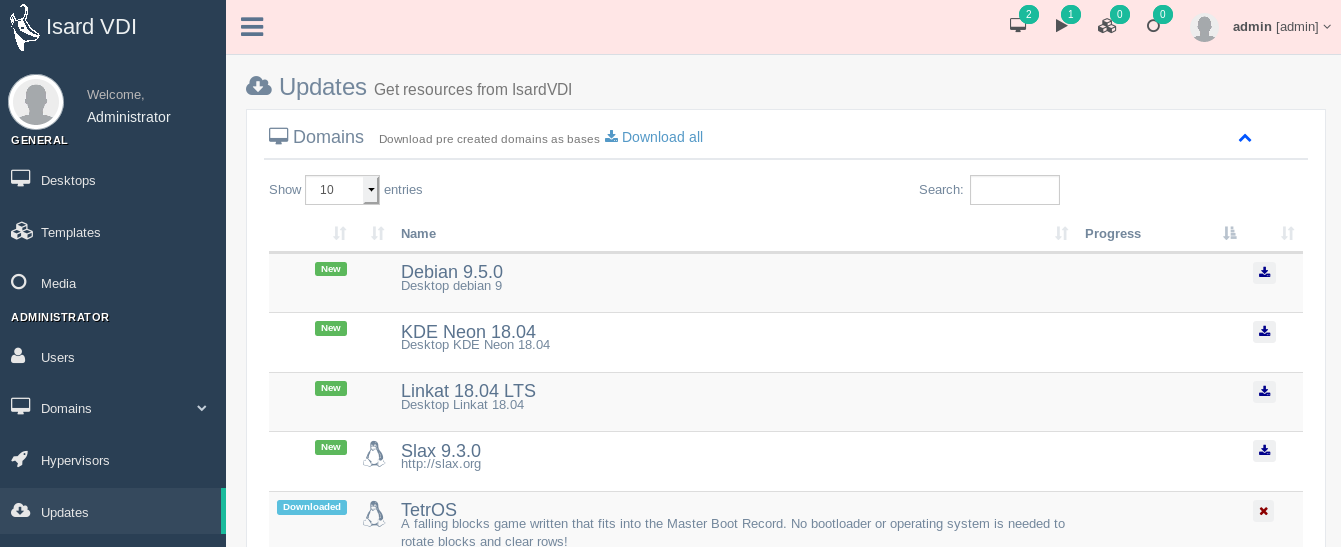 Isard VDI
2
1
0
0
admin [admin]
Welcome,
Administrator
GENERAL
Desktops
Templates
Media
ADMINISTRATOR
Users
Domains
Hypervisors
Updates
Updates Get resources from IsardVDI
Domains Download pre created domains as bases Download all
Show 10 entries
Search:
Name
Progress
New
Debian 9.5.0
Desktop debian 9
New
KDE Neon 18.04
Desktop KDE Neon 18.04
New
Linkat 18.04 LTS
Desktop Linkat 18.04
New
Slax 9.3.0
http://slax.org
Downloaded
TetrOS
A falling blocks game written that fits into the Master Boot Record. No bootloader or operating system is needed to
rotate blocks and clear rows!